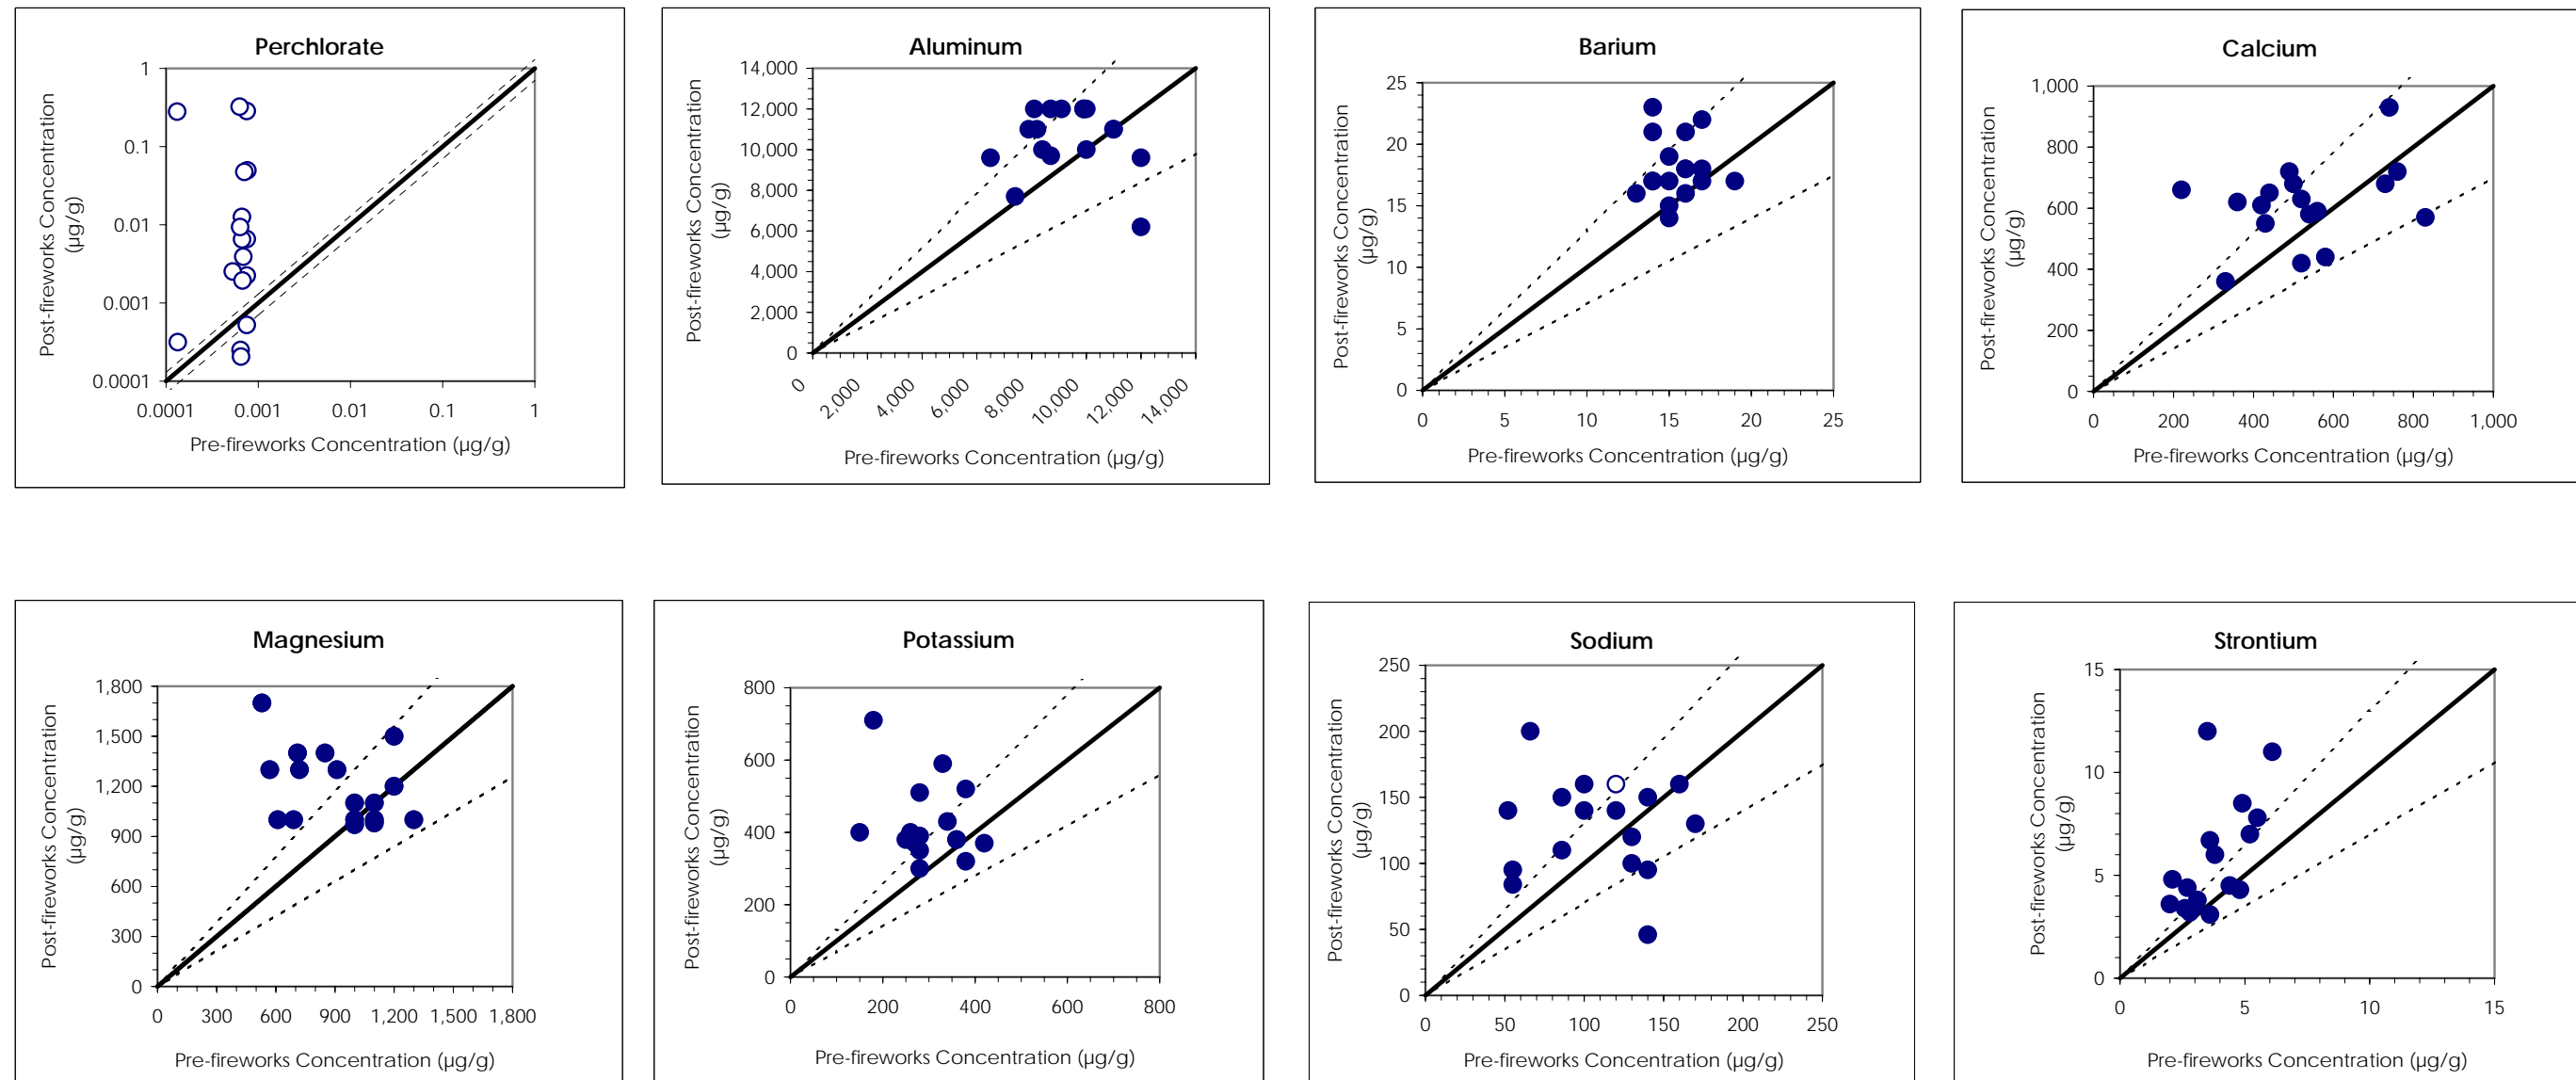 Perchlorate
Post-fireworks Concentration
(µg/g)
1
0.1
0.01
0.001
0.0001
0.0001 0.001 0.01 0.1 1
Pre-fireworks Concentration (µg/g)
Aluminum
Post-fireworks Concentration
(µg/g)
14,000
12,000
10,000
8,000
6,000
4,000
2,000
0
0 2,000 4,000 6,000 8,000 10,000 12,000 14,000
Pre-fireworks Concentration (µg/g)
Barium
Post-fireworks Concentration
(µg/g)
25
20
15
10
5
0
0 5 10 15 20 25
Pre-fireworks Concentration (µg/g)
Calcium
Post-fireworks Concentration
(µg/g)
1,000
800
600
400
200
0
0 200 400 600 800 1,000
Pre-fireworks Concentration (µg/g)
Magnesium
Post-fireworks Concentration
(µg/g)
1,800
1,500
1,200
900
600
300
0
0 300 600 900 1,200 1,500 1,800
Pre-fireworks Concentration (µg/g)
Potassium
Post-fireworks Concentration
(µg/g)
800
600
400
200
0
0 200 400 600 800
Pre-fireworks Concentration (µg/g)
Sodium
Post-fireworks Concentration
(µg/g)
250
200
150
100
50
0
0 50 100 150 200 250
Pre-fireworks Concentration (µg/g)
Strontium
Post-fireworks Concentration
(µg/g)
15
10
5
0
0 5 10 15
Pre-fireworks Concentration (µg/g)